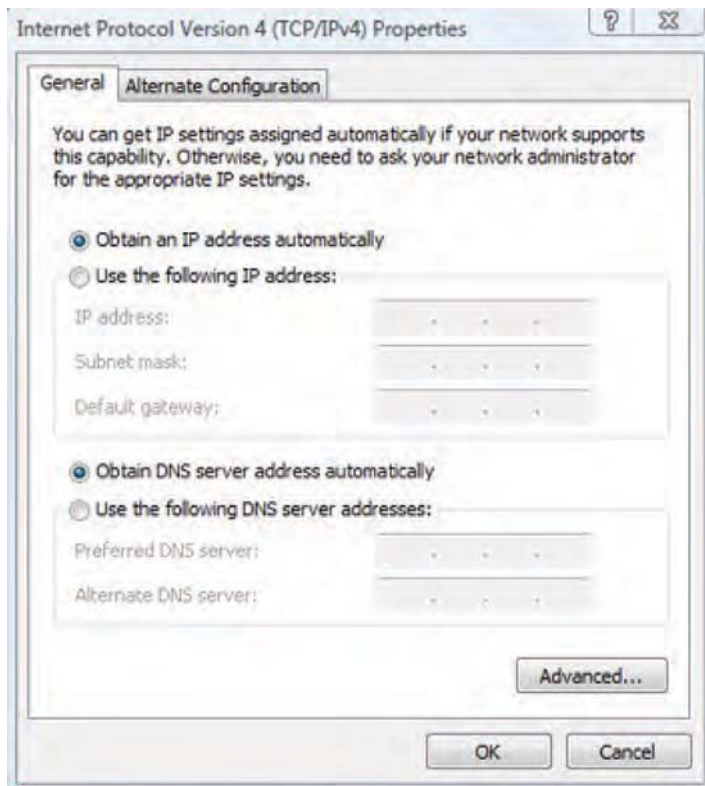 Internet Protocol Version 4 (TCP/IPv4) Properties
General
Alternate Configuration
You can get IP settings assigned automatically if your network supports
this capability. Otherwise, you need to ask your network administrator
for the appropriate IP settings.
Obtain an IP address automatically
Use the following IP address:
IP address:
Subnet mask:
Default gateway:
Obtain DNS server address automatically
Use the following DNS server addresses:
Preferred DNS server:
Alternate DNS server:
Advanced...
OK
Cancel